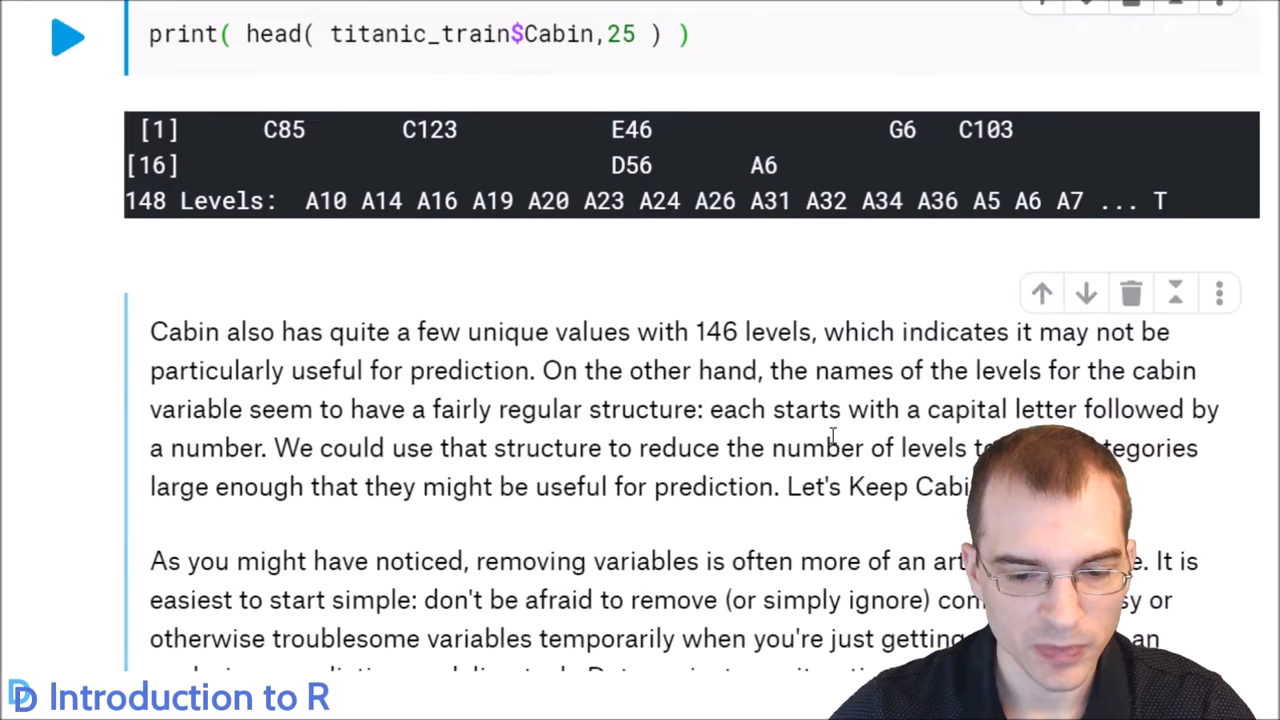 print( head( titanic_train$Cabin,25 ) )
[1] C85 C123 E46 G6 C103
[16] D56 A6
148 Levels: A10 A14 A16 A19 A20 A23 A24 A26 A31 A32 A34 A36 A5 A6 A7 ... T
Cabin also has quite a few unique values with 146 levels, which indicates it may not be
particularly useful for prediction. On the other hand, the names of the levels for the cabin
variable seem to have a fairly regular structure: each starts with a capital letter followed by
a number. We could use that structure to reduce the number of levels
large enough that they might be useful for prediction. Let's Keep
As you might have noticed, removing variables is often more of an It is
easiest to start simple: don't be afraid to remove (or simply ignore) or
otherwise troublesome variables temporarily when you're just getting
D Introduction to R